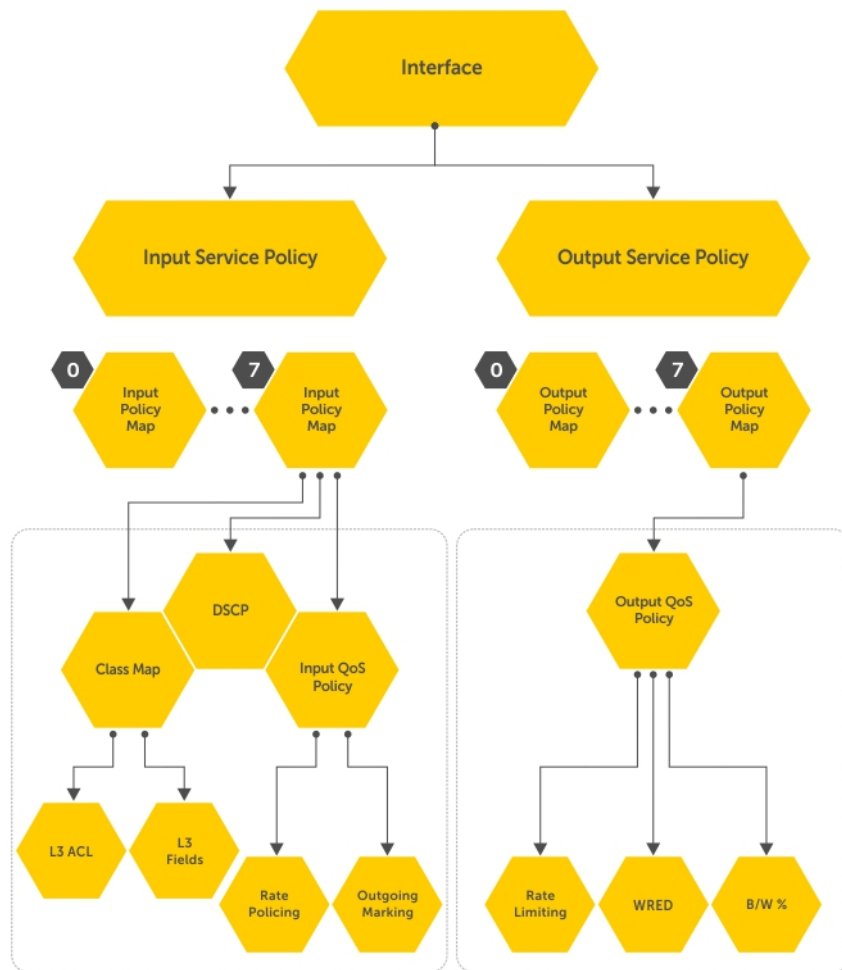 Interface
Input Service Policy
Output Service Policy
0
Input
Policy
Map
7
Input
Policy
Map
0
Output
Policy
Map
7
Output
Policy
Map
DSCP
Class Map
Input QoS
Policy
Output QoS
Policy
L3 ACL
L3
Fields
Rate
Policing
Outgoing
Marking
Rate
Limiting
WRED
B/W %